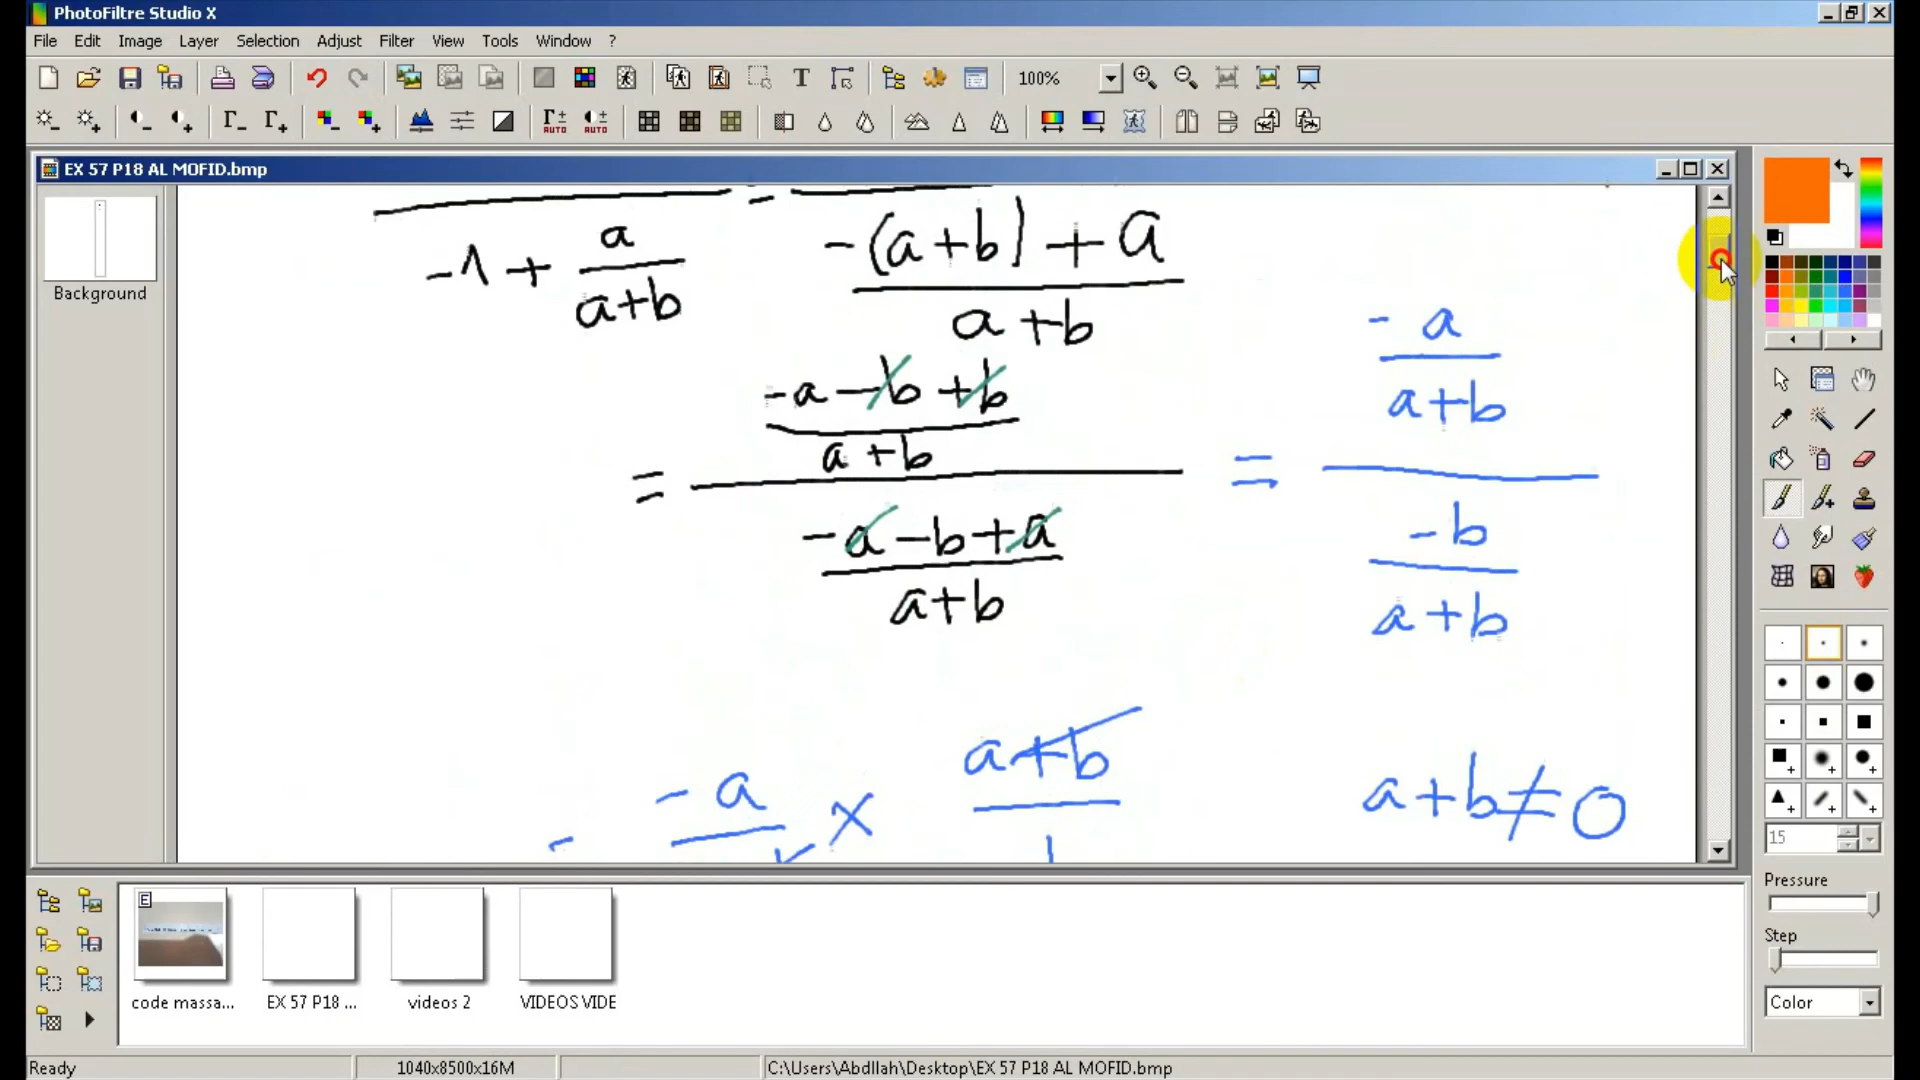 PhotoFiltre Studio X
File Edit Image Layer Selection Adjust Filter View Tools Window ?
100%
AUTO AUTO
EX 57 P18 AL MOFID.bmp
Background
-1 + a/(a+b) = (-(a+b) + a)/(a+b)
= ((-a-b+b)/(a+b))/((-a-b+a)/(a+b)) = (-a/(a+b))/(-b/(a+b))
= -a × a+b
a+b≠0
15
Pressure
Step
Color
E
code massa... EX 57 P18 ... videos 2 VIDEOS VIDE
Ready 1040x8500x16M C:\Users\Abdllah\Desktop\EX 57 P18 AL MOFID.bmp